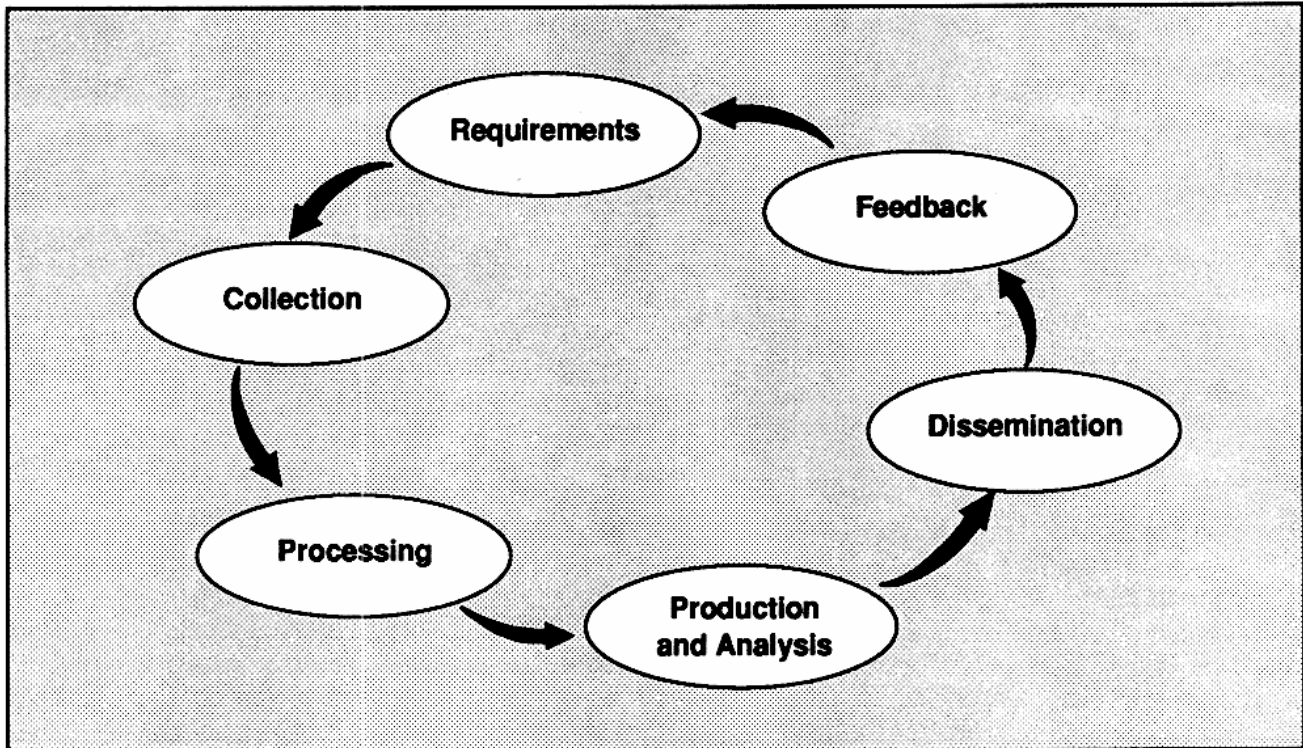 Requirements
Feedback
Collection
Dissemination
Processing
Production
and Analysis